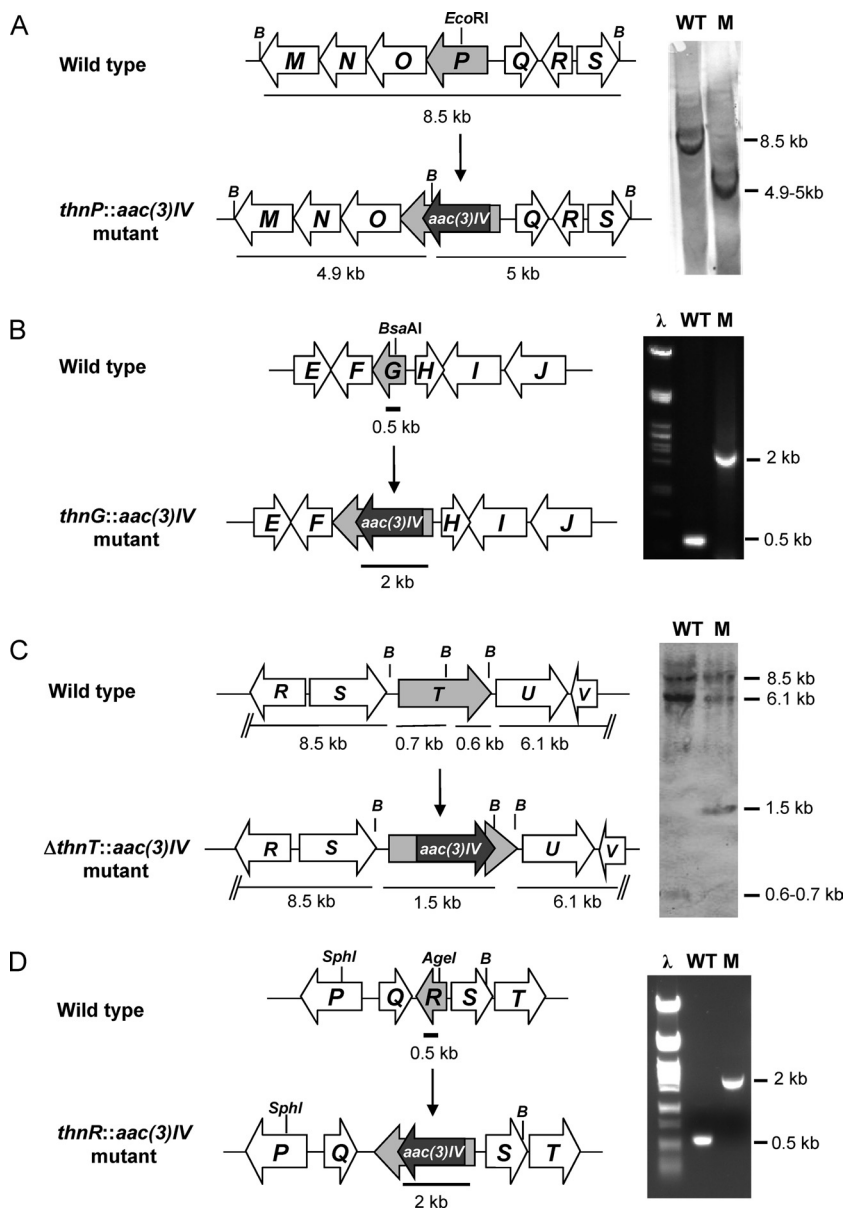 A
B EcoRI B
Wild type M N O P Q R S
8.5 kb
B B B
thnP::aac(3)IV mutant
M N O aac(3)IV Q R S
4.9 kb 5 kb
WT M
8.5 kb
4.9-5kb
B
BsaAI
Wild type E F G H I J
0.5 kb
thnG::aac(3)IV mutant
E F aac(3)IV H I J
2 kb
λ WT M
2 kb
0.5 kb
C
B B B
Wild type R S T U V
8.5 kb 0.7 kb 0.6 kb 6.1 kb
B B B
ΔthnT::aac(3)IV mutant
R S aac(3)IV U V
8.5 kb 1.5 kb 6.1 kb
WT M
8.5 kb
6.1 kb
1.5 kb
0.6-0.7 kb
D
SphI AgeI B
Wild type P Q R S T
0.5 kb
SphI B
thnR::aac(3)IV mutant
P Q aac(3)IV S T
2 kb
λ WT M
2 kb
0.5 kb